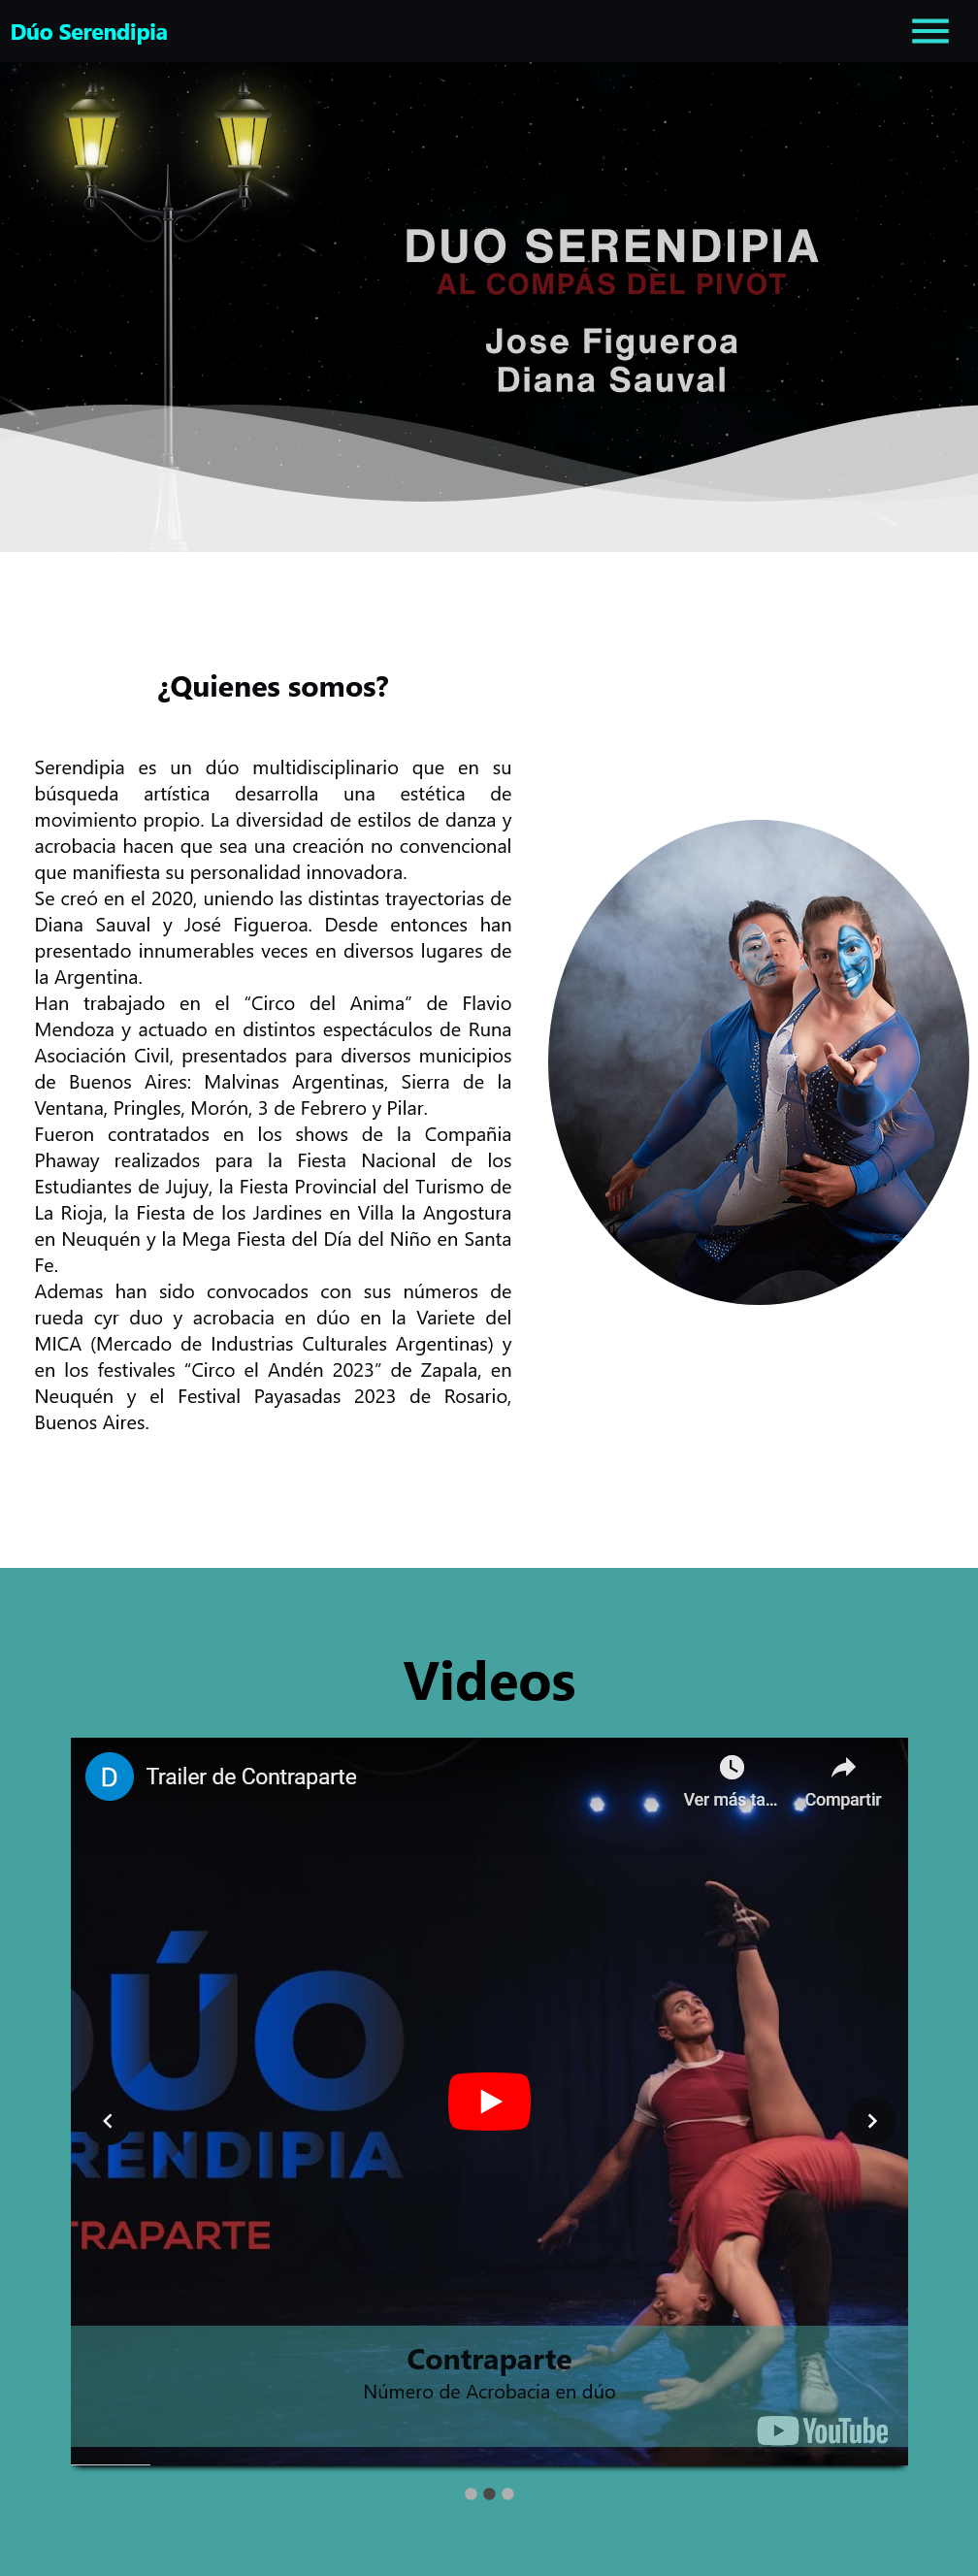 Dúo Serendipia
DUO SERENDIPIA
AL COMPÁS DEL PIVOT
Jose Figueroa
Diana Sauval
¿Quienes somos?
Serendipia es un dúo multidisciplinario que en su
búsqueda artística desarrolla una estética de
movimiento propio. La diversidad de estilos de danza y
acrobacia hacen que sea una creación no convencional
que manifiesta su personalidad innovadora.
Se creó en el 2020, uniendo las distintas trayectorias de
Diana Sauval y José Figueroa. Desde entonces han
presentado innumerables veces en diversos lugares de
la Argentina.
Han trabajado en el “Circo del Anima” de Flavio
Mendoza y actuado en distintos espectáculos de Runa
Asociación Civil, presentados para diversos municipios
de Buenos Aires: Malvinas Argentinas, Sierra de la
Ventana, Pringles, Morón, 3 de Febrero y Pilar.
Fueron contratados en los shows de la Compañia
Phaway realizados para la Fiesta Nacional de los
Estudiantes de Jujuy, la Fiesta Provincial del Turismo de
La Rioja, la Fiesta de los Jardines en Villa la Angostura
en Neuquén y la Mega Fiesta del Día del Niño en Santa
Fe.
Ademas han sido convocados con sus números de
rueda cyr duo y acrobacia en dúo en la Variete del
MICA (Mercado de Industrias Culturales Argentinas) y
en los festivales “Circo el Andén 2023” de Zapala, en
Neuquén y el Festival Payasadas 2023 de Rosario,
Buenos Aires.
Videos
D Trailer de Contraparte
Ver más ta... Compartir
DÚO
RENDIPIA
TRAPARTE
Contraparte
Número de Acrobacia en dúo
YouTube